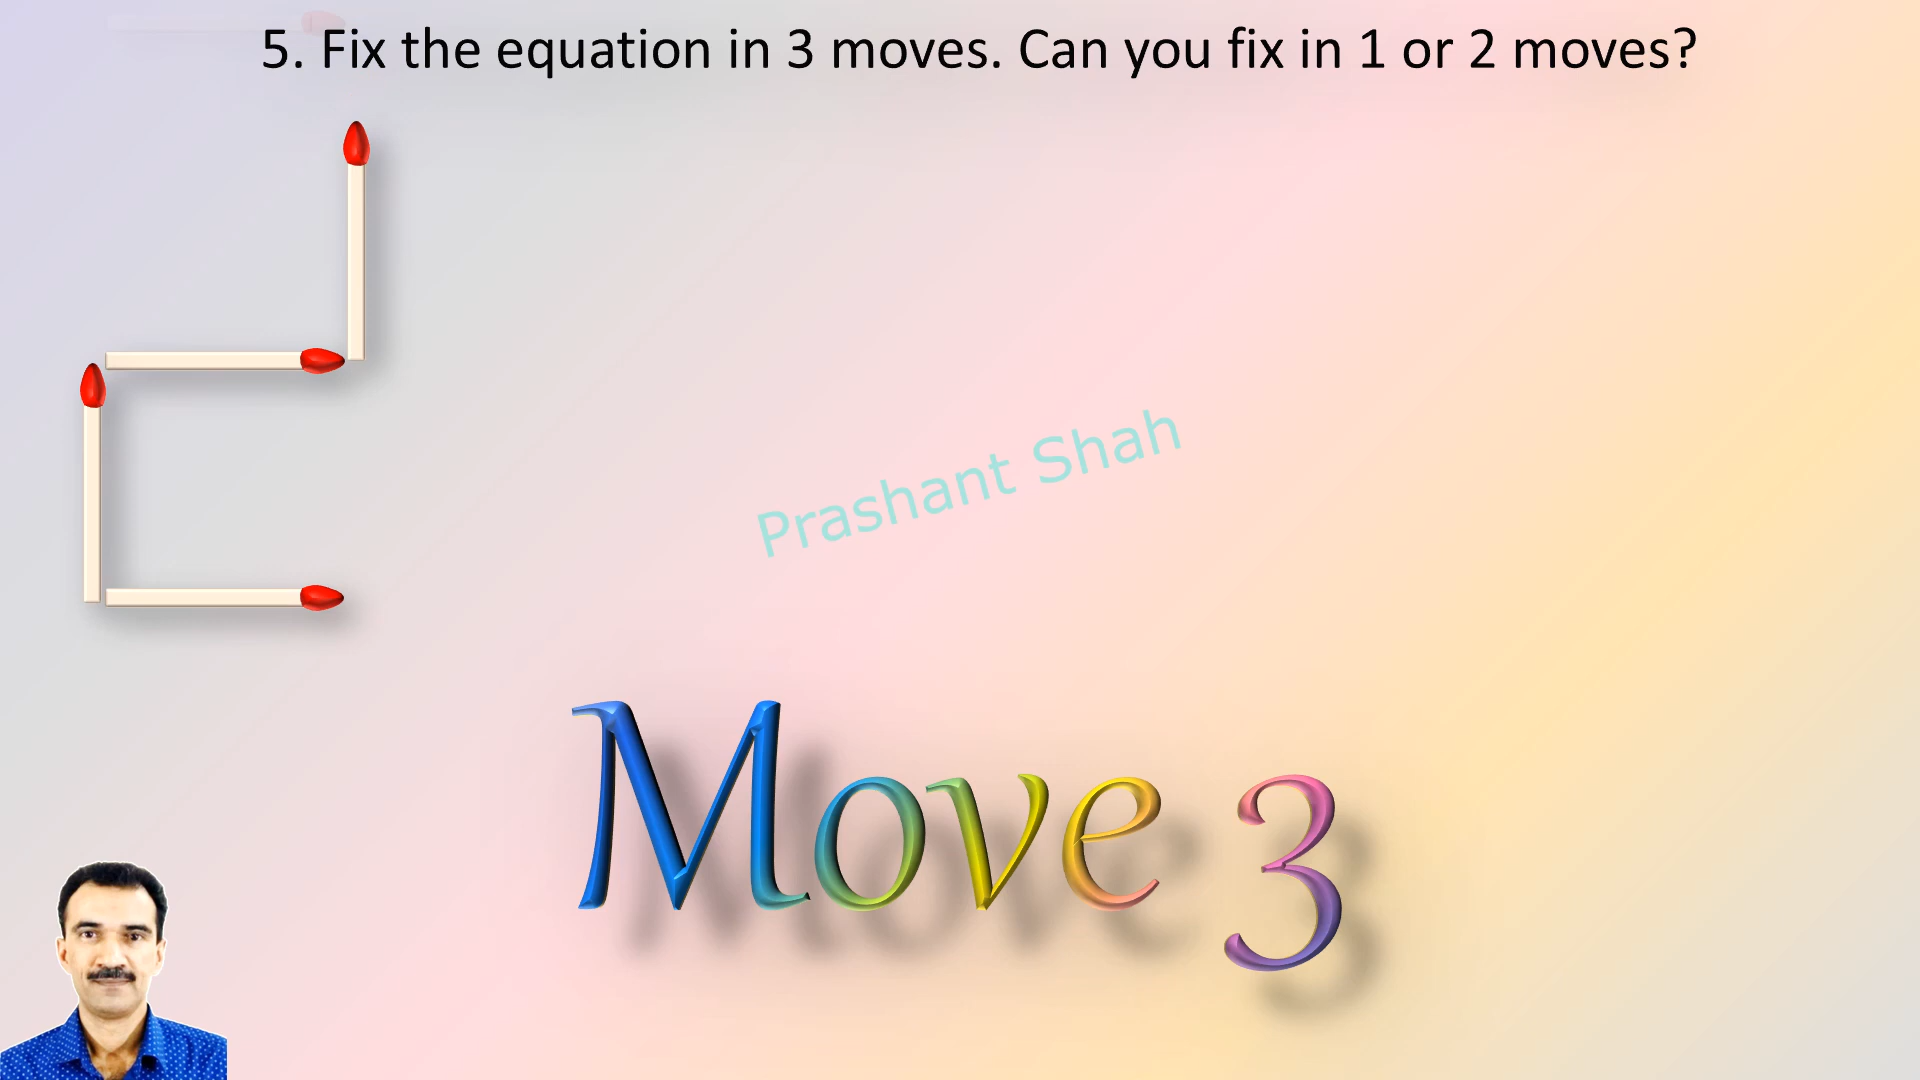 5. Fix the equation in 3 moves. Can you fix in 1 or 2 moves?
Prashant Shah
Move 3